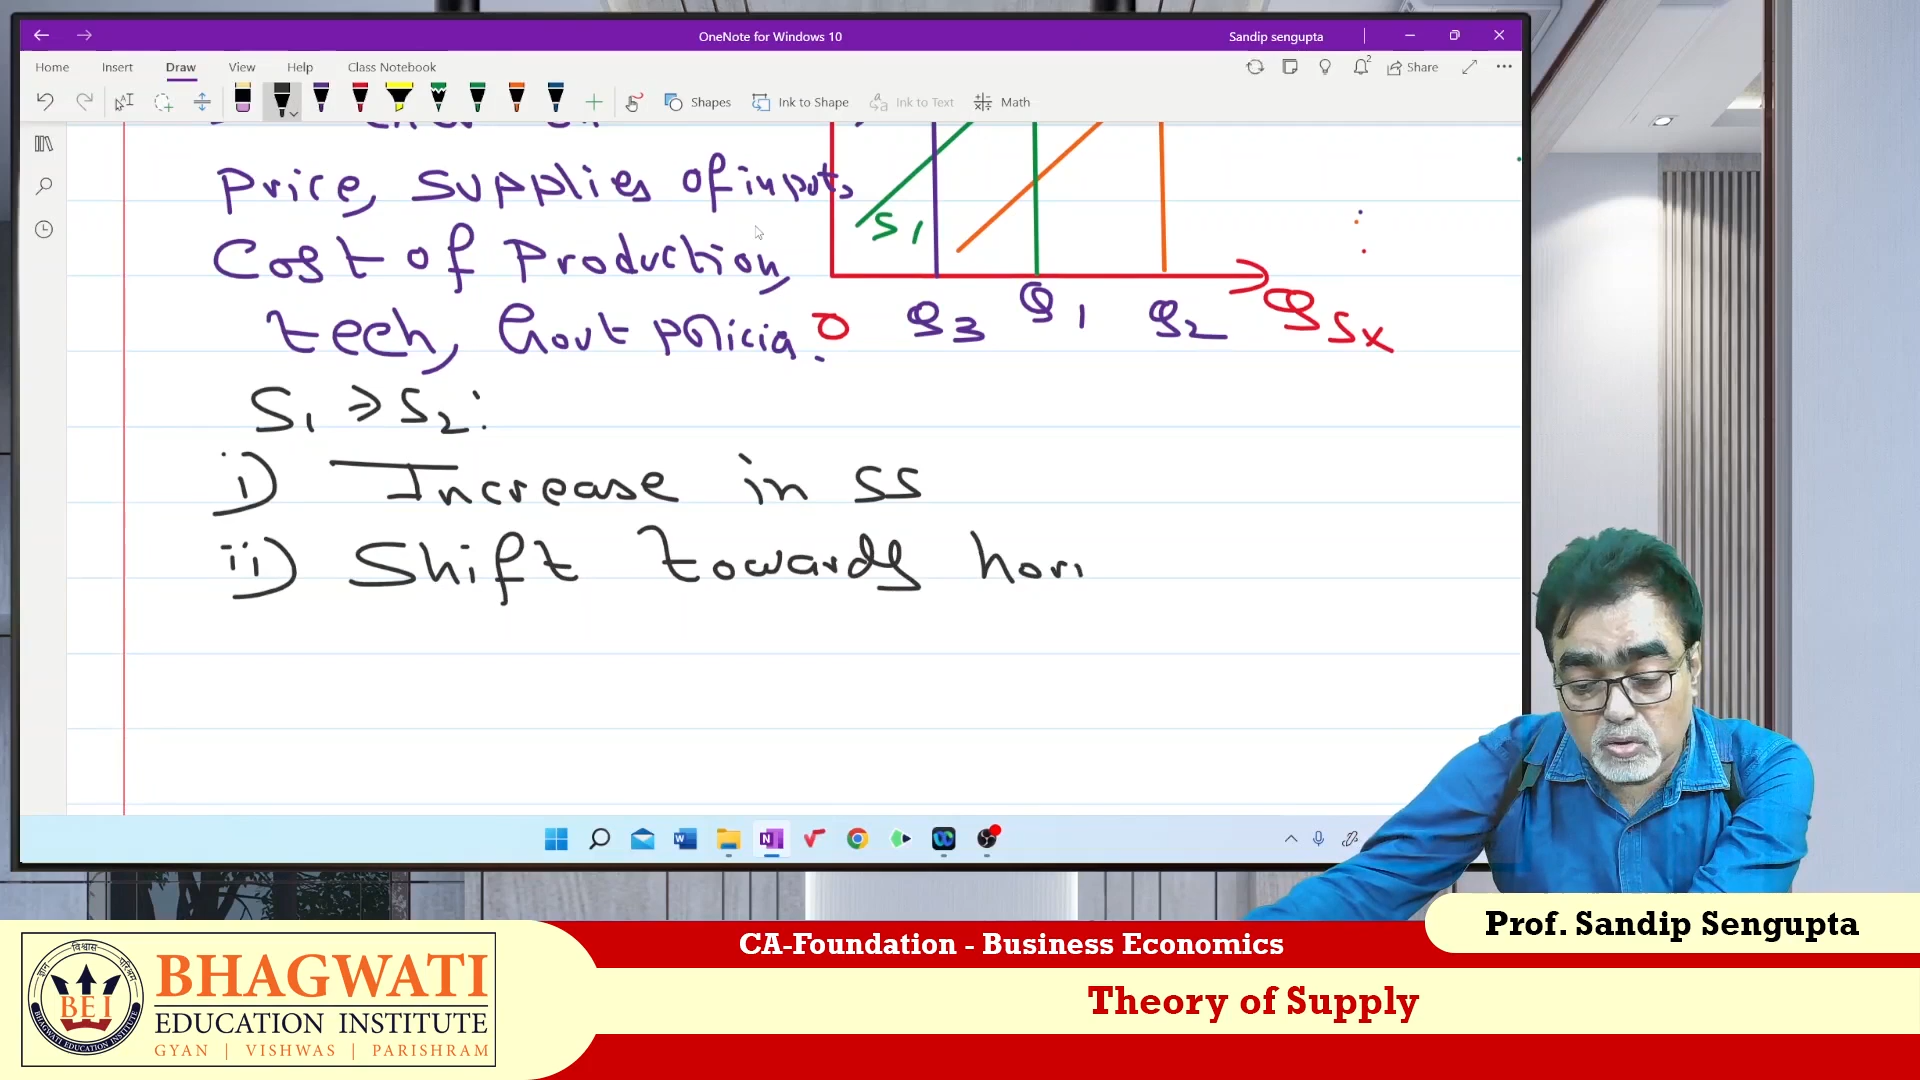 OneNote for Windows 10
Sandip sengupta
Home Insert Draw View Help Class Notebook
Share
Shapes Ink to Shape Ink to Text Math
Price, supplies of inputs
Cost of Production,
tech, Govt policia.
S1
O Q3 Q1 Q2 QSx
S1 → S2:
i) Increase in SS
ii) Shift towards hori
Prof. Sandip Sengupta
CA-Foundation - Business Economics
Theory of Supply
विश्वास
BEI
BHAGWATI
EDUCATION INSTITUTE
GYAN | VISHWAS | PARISHRAM